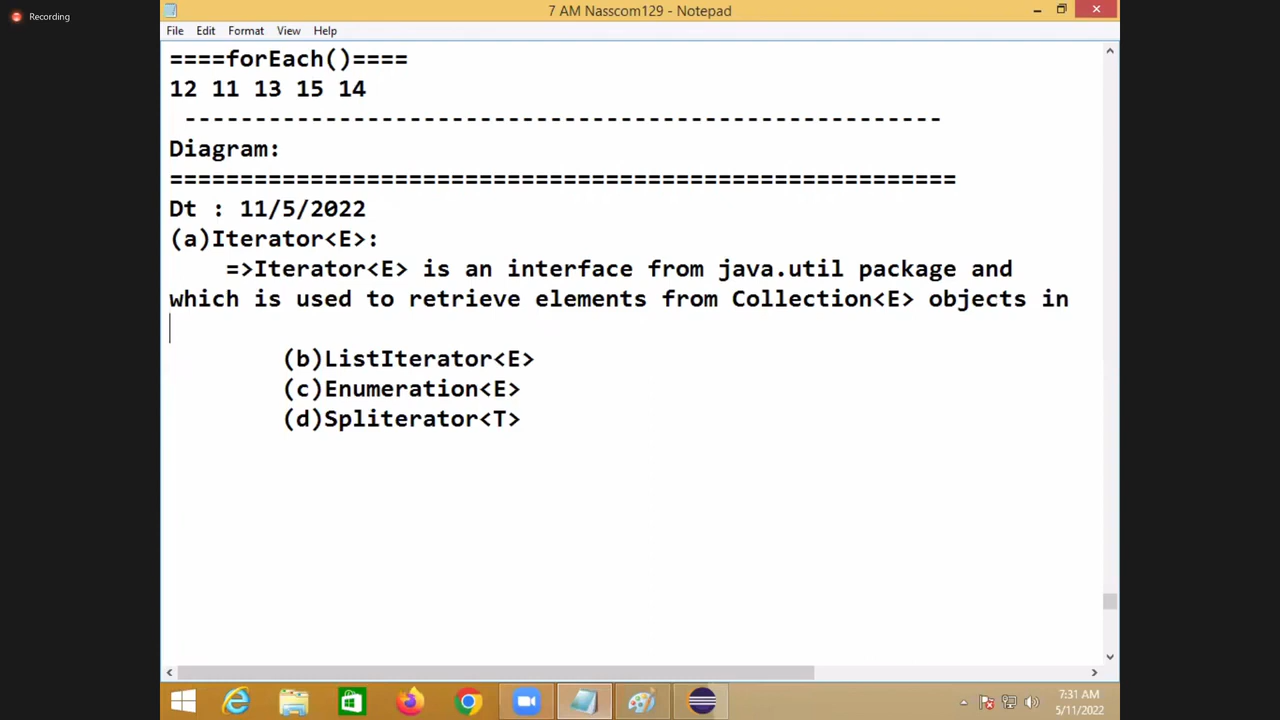 Recording
7 AM Nasscom129 - Notepad
File Edit Format View Help
====forEach()====
12 11 13 15 14
------------------------------------------------------
Diagram:
========================================================
Dt : 11/5/2022
(a)Iterator<E>:
=>Iterator<E> is an interface from java.util package and
which is used to retrieve elements from Collection<E> objects in
(b)ListIterator<E>
(c)Enumeration<E>
(d)Spliterator<T>
7:31 AM
5/11/2022